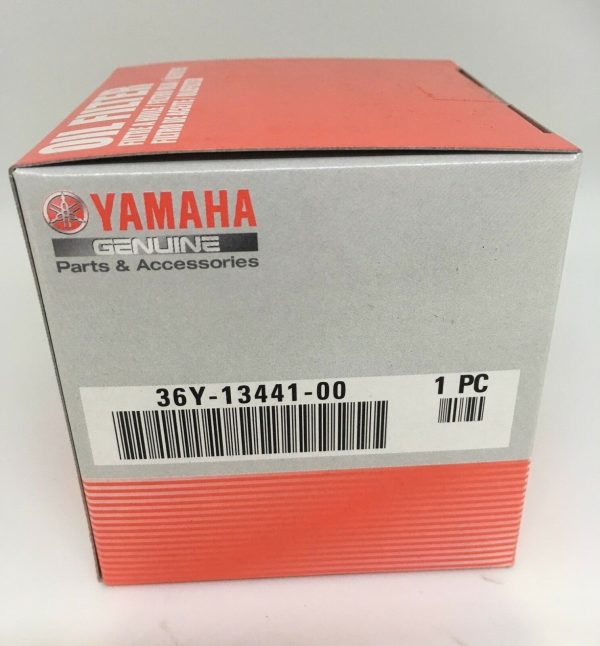 OIL FILTER
YAMAHA
GENUINE
Parts & Accessories
36Y-13441-00
1 PC